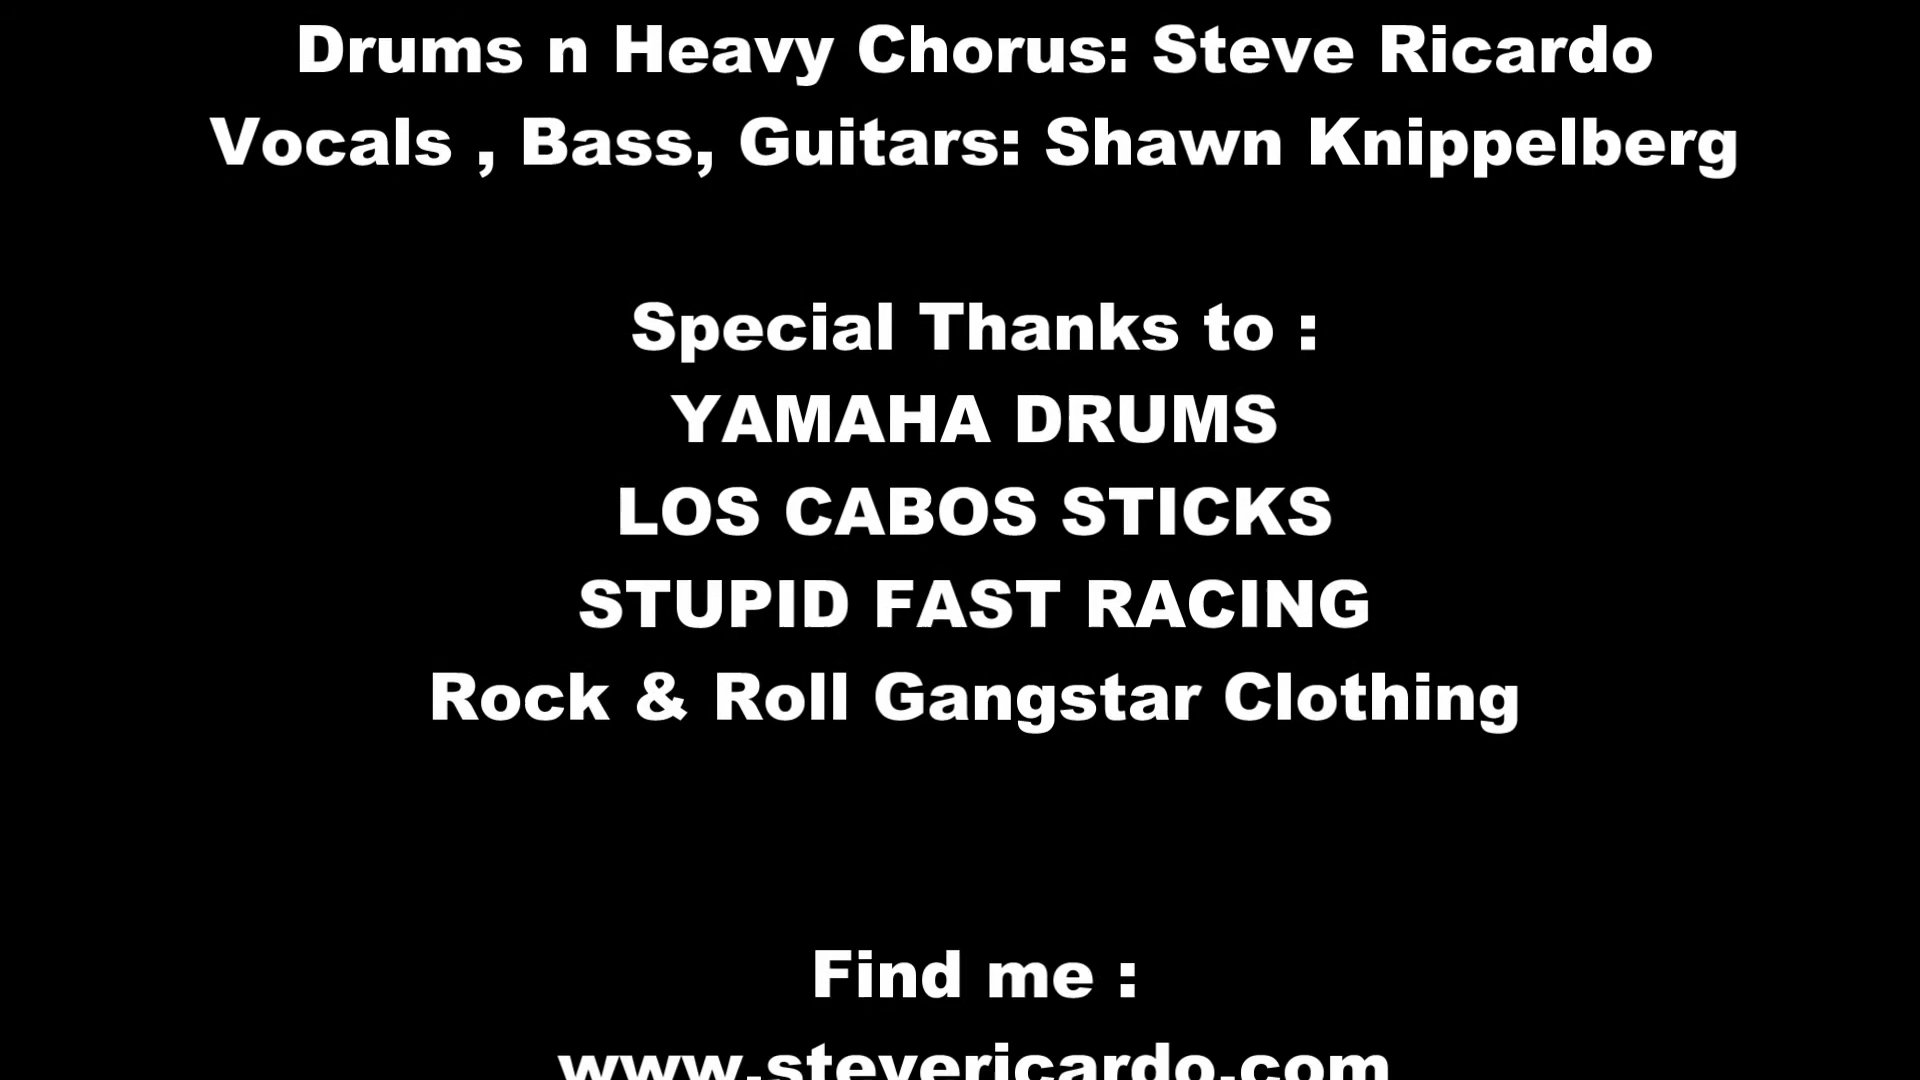 Drums n Heavy Chorus: Steve Ricardo
Vocals , Bass, Guitars: Shawn Knippelberg
Special Thanks to :
YAMAHA DRUMS
LOS CABOS STICKS
STUPID FAST RACING
Rock & Roll Gangstar Clothing
Find me :
www.stevericardo.com